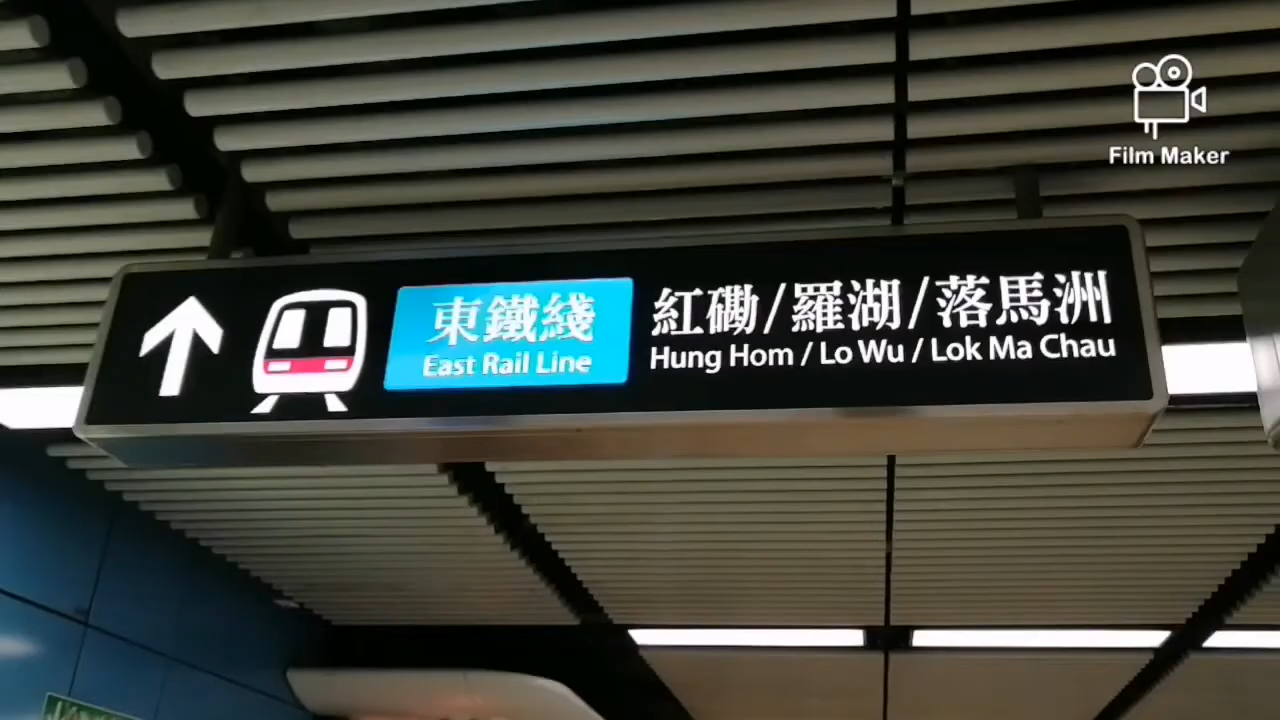 Film Maker
東鐵綫
East Rail Line
紅磡/羅湖/落馬洲
Hung Hom / Lo Wu / Lok Ma Chau